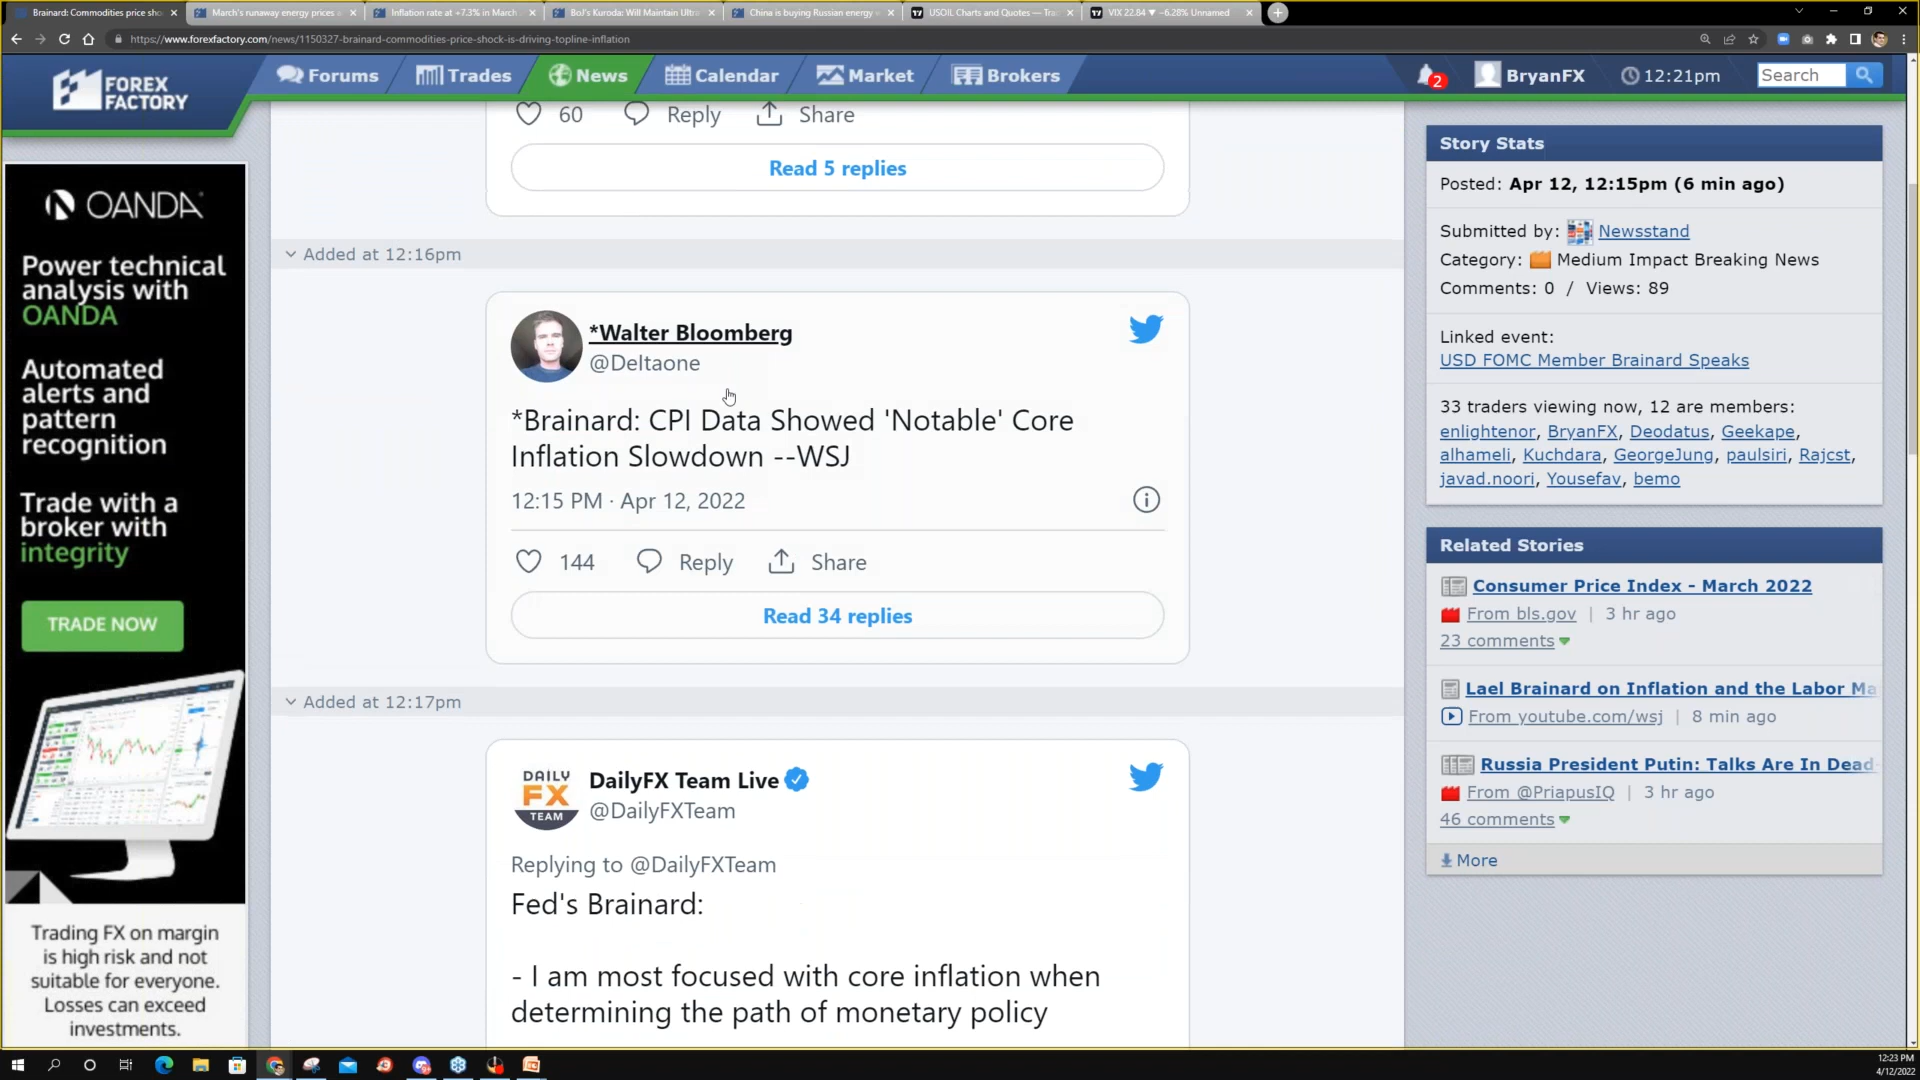 Brainard: Commodities price sho
March's runaway energy prices a
Inflation rate at +7.3% in March
BoJ's Kuroda: Will Maintain Ultra
China is buying Russian energy w
USOIL Charts and Quotes — Tra
VIX 22.84 ▼ −6.28% Unnamed
https://www.forexfactory.com/news/1150327-brainard-commodities-price-shock-is-driving-topline-inflation
FOREX
FACTORY
Forums
Trades
News
Calendar
Market
Brokers
2
BryanFX
12:21pm
Search
60 Reply Share
Read 5 replies
Added at 12:16pm
*Walter Bloomberg
@Deltaone
*Brainard: CPI Data Showed 'Notable' Core
Inflation Slowdown --WSJ
12:15 PM · Apr 12, 2022
144 Reply Share
Read 34 replies
Added at 12:17pm
DAILY
FX
TEAM
DailyFX Team Live
@DailyFXTeam
Replying to @DailyFXTeam
Fed's Brainard:
- I am most focused with core inflation when
determining the path of monetary policy
OANDA
Power technical
analysis with
OANDA
Automated
alerts and
pattern
recognition
Trade with a
broker with
integrity
TRADE NOW
Trading FX on margin
is high risk and not
suitable for everyone.
Losses can exceed
investments.
Story Stats
Posted: Apr 12, 12:15pm (6 min ago)
Submitted by: Newsstand
Category: Medium Impact Breaking News
Comments: 0 / Views: 89
Linked event:
USD FOMC Member Brainard Speaks
33 traders viewing now, 12 are members:
enlightenor, BryanFX, Deodatus, Geekape,
alhameli, Kuchdara, GeorgeJung, paulsiri, Rajcst,
javad.noori, Yousefav, bemo
Related Stories
Consumer Price Index - March 2022
From bls.gov | 3 hr ago
23 comments
Lael Brainard on Inflation and the Labor Ma
From youtube.com/wsj | 8 min ago
Russia President Putin: Talks Are In Dead-
From @PriapusIQ | 3 hr ago
46 comments
More
12:23 PM
4/12/2022